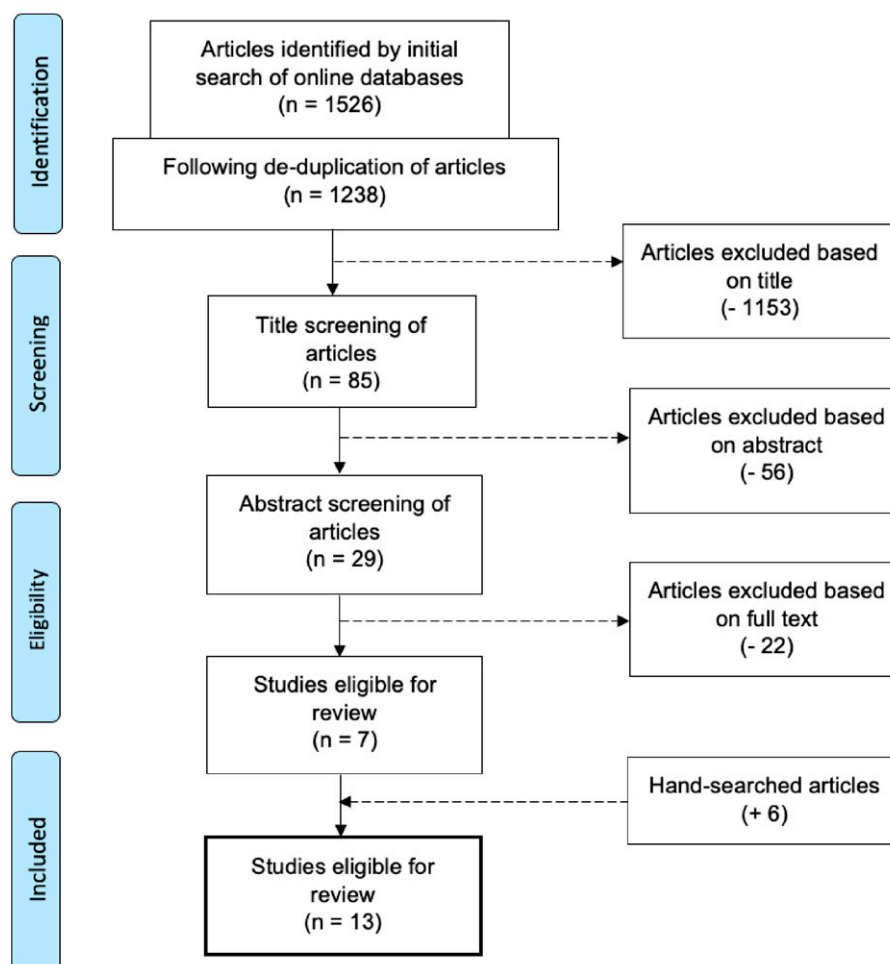 Identification
Articles identified by initial
search of online databases
(n = 1526)
Following de-duplication of articles
(n = 1238)
Articles excluded based
on title
(- 1153)
Screening
Title screening of
articles
(n = 85)
Articles excluded based
on abstract
(- 56)
Abstract screening of
articles
(n = 29)
Eligibility
Articles excluded based
on full text
(- 22)
Studies eligible for
review
(n = 7)
Included
Hand-searched articles
(+ 6)
Studies eligible for
review
(n = 13)